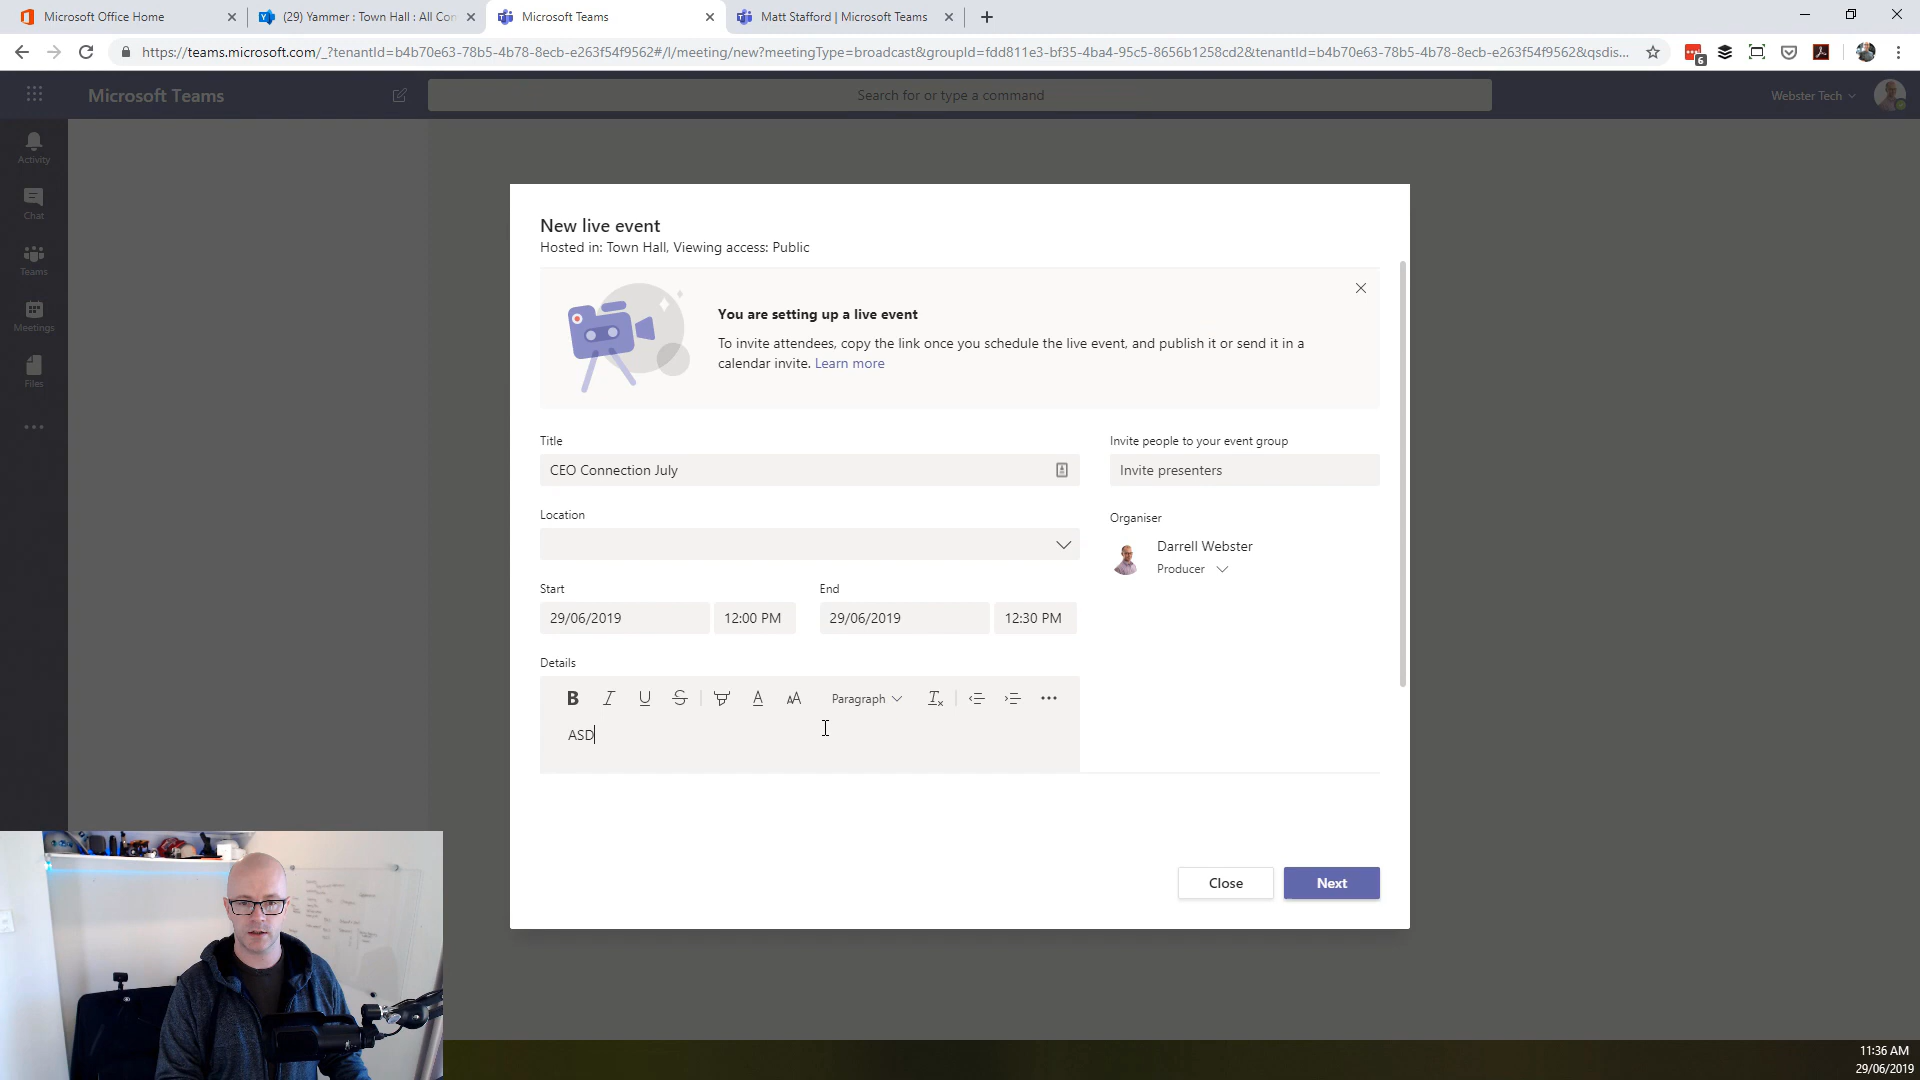 Microsoft Office Home
(29) Yammer : Town Hall : All Con
Microsoft Teams
Matt Stafford | Microsoft Teams
https://teams.microsoft.com/_?tenantId=b4b70e63-78b5-4b78-8ecb-e263f54f9562#/l/meeting/new?meetingType=broadcast&groupId=fdd811e3-bf35-4ba4-95c5-8656b1258cd2&tenantId=b4b70e63-78b5-4b78-8ecb-e263f54f9562&qsdis...
6
Microsoft Teams
Search for or type a command
Webster Tech
Activity
Chat
Teams
Meetings
Files
New live event
Hosted in: Town Hall, Viewing access: Public
You are setting up a live event
To invite attendees, copy the link once you schedule the live event, and publish it or send it in a
calendar invite. Learn more
Title
CEO Connection July
Invite people to your event group
Invite presenters
Location
Organiser
Darrell Webster
Producer
Start
End
29/06/2019
12:00 PM
29/06/2019
12:30 PM
Details
B I U S A AA Paragraph
ASD
Close
Next
11:36 AM
29/06/2019